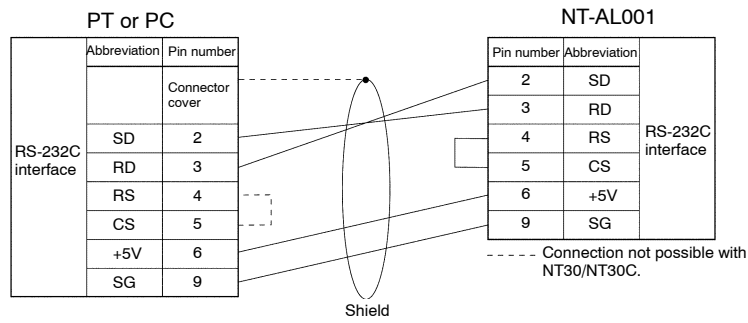 PT or PC
NT-AL001
Abbreviation Pin number
Connector
cover
SD 2
RD 3
RS 4
CS 5
+5V 6
SG 9
RS-232C
interface
Pin number Abbreviation
2 SD
3 RD
4 RS
5 CS
6 +5V
9 SG
RS-232C
interface
Connection not possible with
NT30/NT30C.
Shield